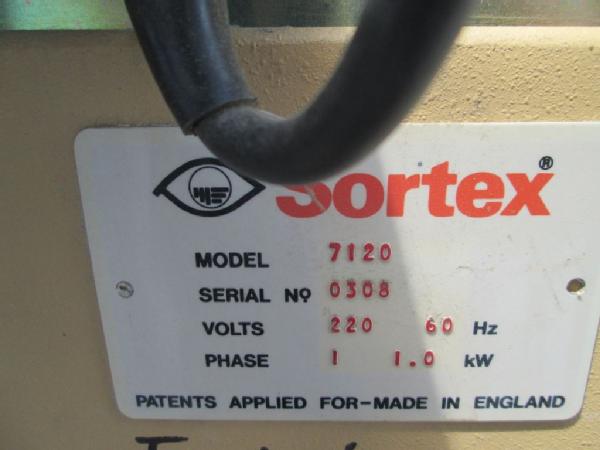 Sortex®
MODEL 7120
SERIAL Nº 0308
VOLTS 220 60 Hz
PHASE 1 1.0 kW
PATENTS APPLIED FOR-MADE IN ENGLAND